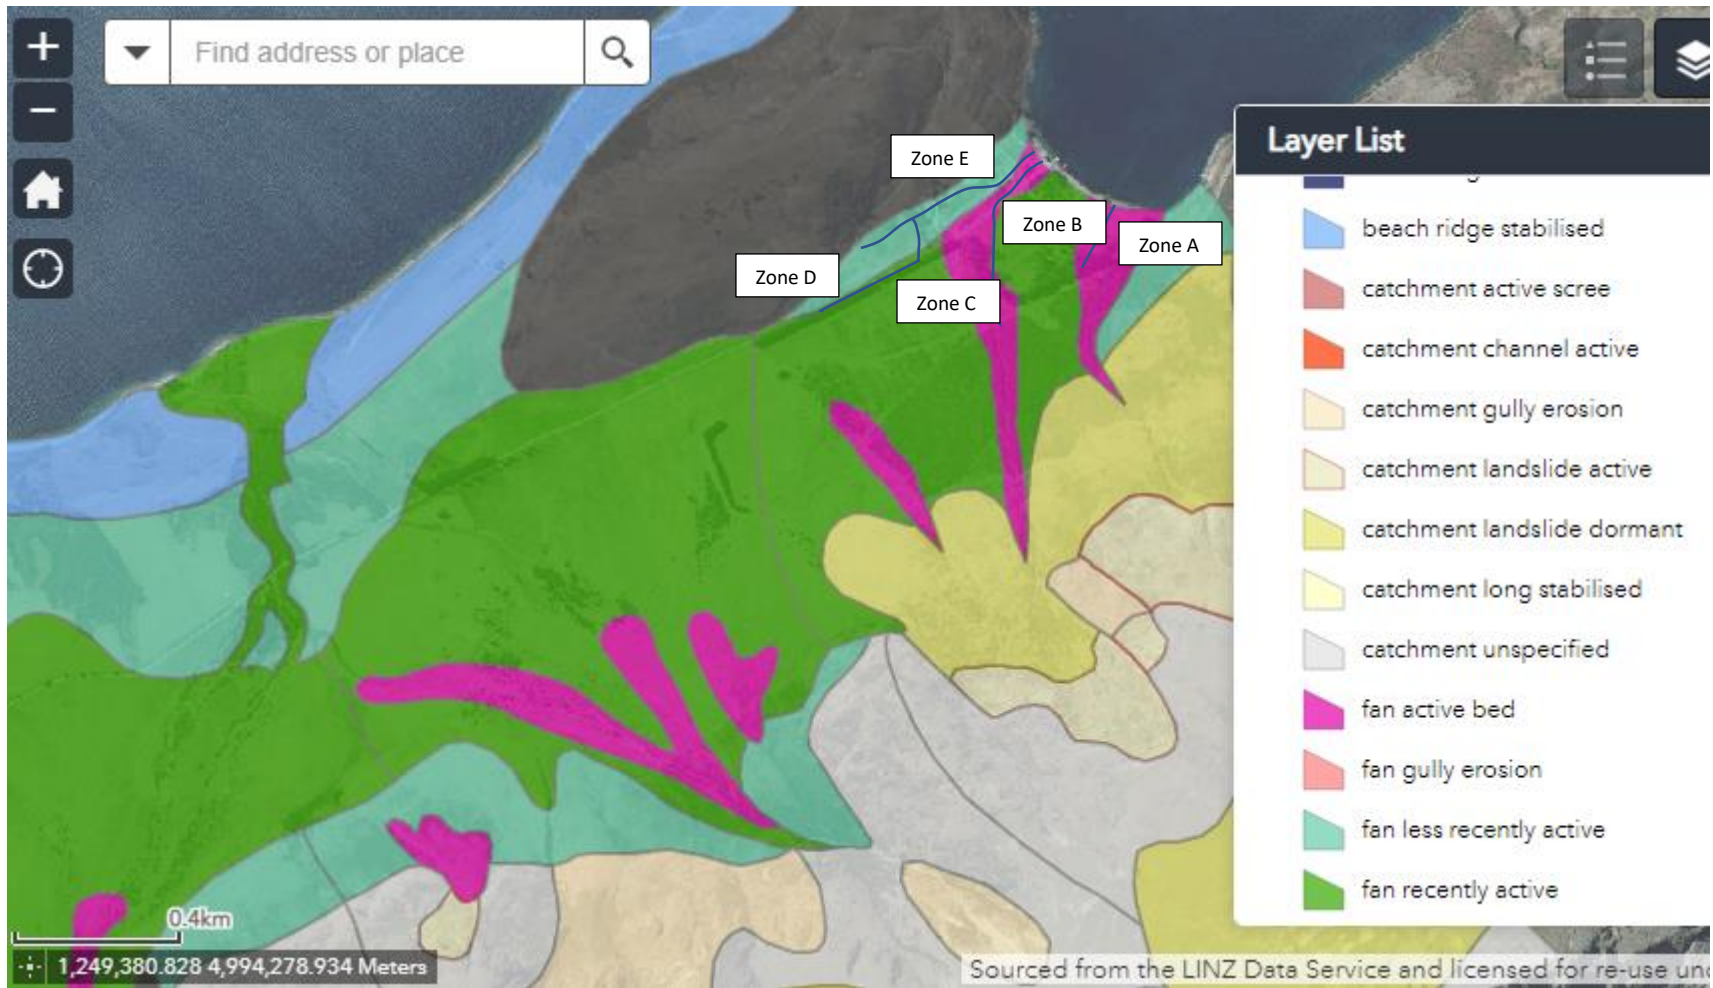 Find address or place
Layer List
beach ridge stabilised
catchment active scree
catchment channel active
catchment gully erosion
catchment landslide active
catchment landslide dormant
catchment long stabilised
catchment unspecified
fan active bed
fan gully erosion
fan less recently active
fan recently active
Zone E
Zone B
Zone A
Zone D
Zone C
0.4km
1,249,380.828 4,994,278.934 Meters
Sourced from the LINZ Data Service and licensed for re-use